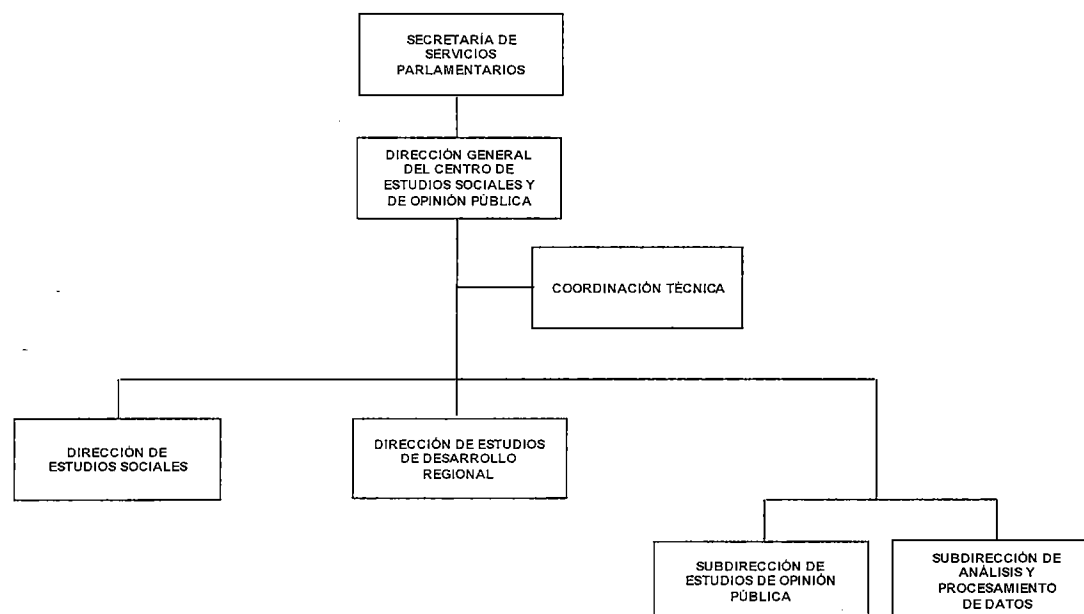 SECRETARÍA DE
SERVICIOS
PARLAMENTARIOS
DIRECCIÓN GENERAL
DEL CENTRO DE
ESTUDIOS SOCIALES Y
DE OPINIÓN PÚBLICA
COORDINACIÓN TÉCNICA
DIRECCIÓN DE
ESTUDIOS SOCIALES
DIRECCIÓN DE ESTUDIOS
DE DESARROLLO
REGIONAL
SUBDIRECCIÓN DE
ESTUDIOS DE OPINIÓN
PÚBLICA
SUBDIRECCIÓN DE
ANÁLISIS Y
PROCESAMIENTO
DE DATOS